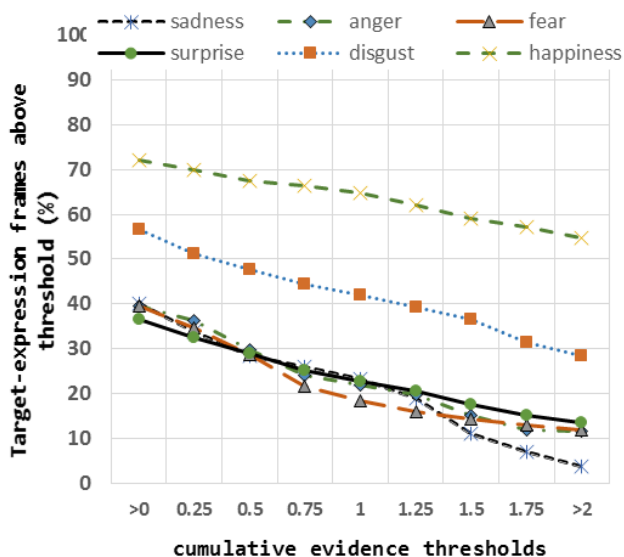 sadness anger fear
surprise disgust happiness
Target-expression frames above
threshold (%)
100
90
80
70
60
50
40
30
20
10
0
>0 0.25 0.5 0.75 1 1.25 1.5 1.75 >2
cumulative evidence thresholds